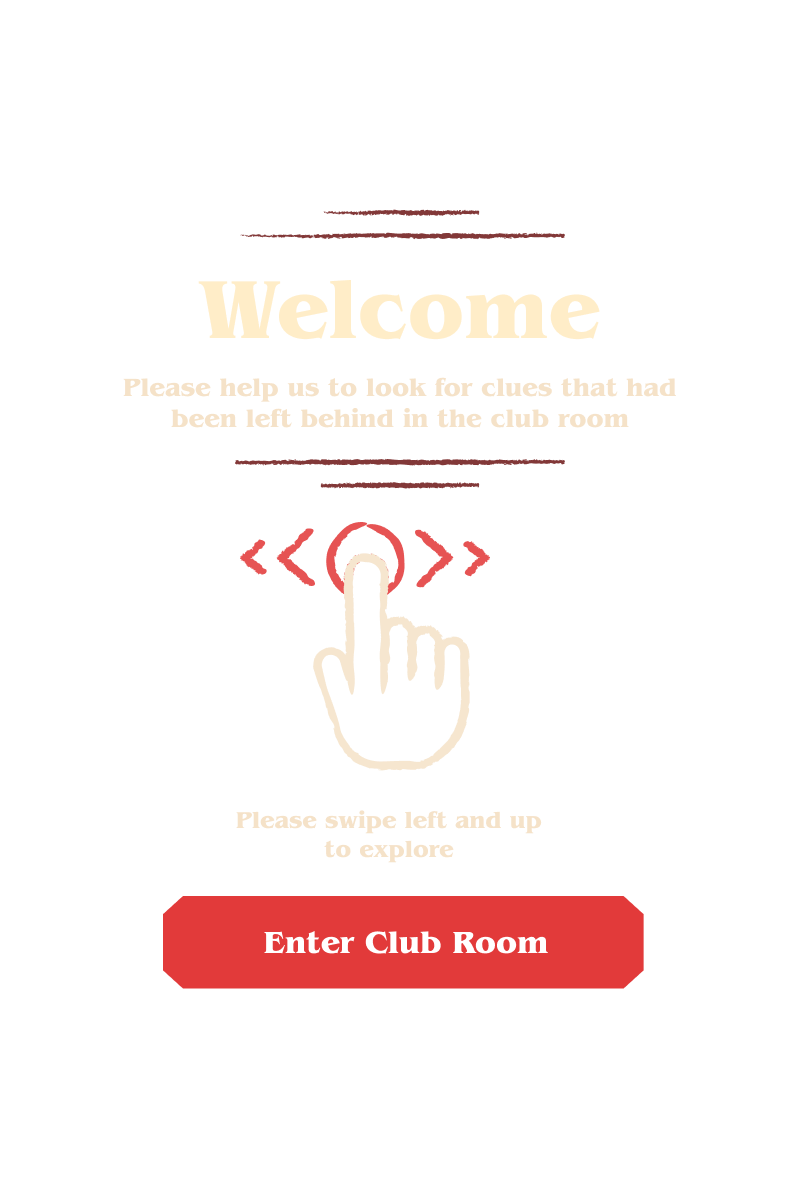 Welcome
Please help us to look for clues that had
been left behind in the club room
Please swipe left and up
to explore
Enter Club Room